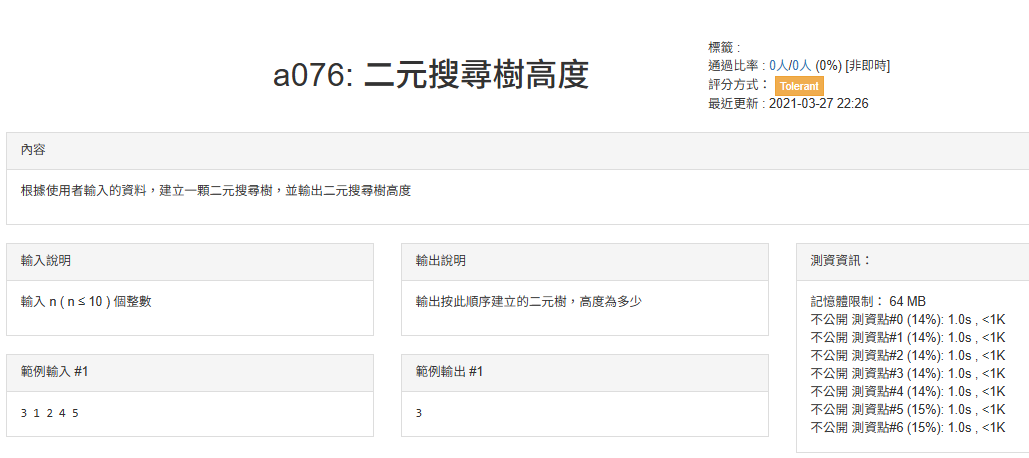 a076: 二元搜尋樹高度
標籤 :
通過比率 : 0人/0人 (0%) [非即時]
評分方式： Tolerant
最近更新 : 2021-03-27 22:26
內容
根據使用者輸入的資料，建立一顆二元搜尋樹，並輸出二元搜尋樹高度
輸入說明
輸入 n ( n ≤ 10 ) 個整數
輸出說明
輸出按此順序建立的二元樹，高度為多少
範例輸入 #1
3 1 2 4 5
範例輸出 #1
3
測資資訊：
記憶體限制： 64 MB
不公開 測資點#0 (14%): 1.0s , <1K
不公開 測資點#1 (14%): 1.0s , <1K
不公開 測資點#2 (14%): 1.0s , <1K
不公開 測資點#3 (14%): 1.0s , <1K
不公開 測資點#4 (14%): 1.0s , <1K
不公開 測資點#5 (15%): 1.0s , <1K
不公開 測資點#6 (15%): 1.0s , <1K